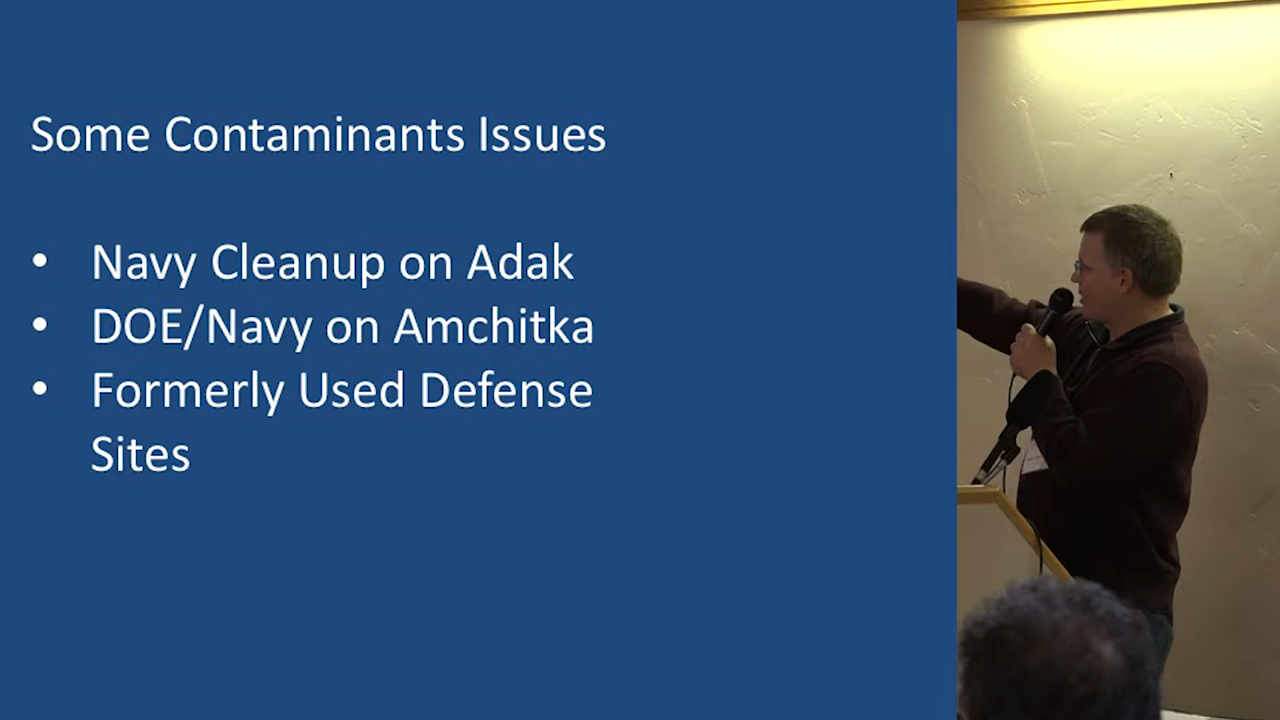 Some Contaminants Issues
• Navy Cleanup on Adak
• DOE/Navy on Amchitka
• Formerly Used Defense
Sites